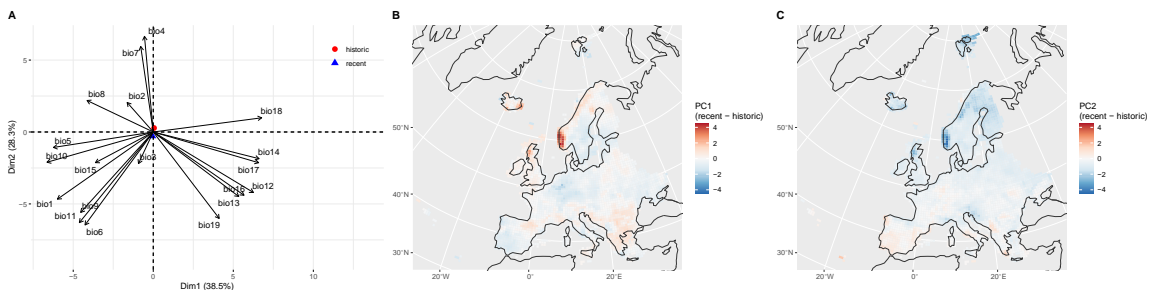 A
B
C
bio4
bio7
bio8
bio2
bio18
bio5
bio10
bio15
bio3
bio14
bio17
bio12
bio16
bio13
bio1
bio9
bio11
bio6
bio19
historic
recent
5
0
−5
−5
0
5
10
Dim1 (38.5%)
Dim2 (28.3%)
50°N
40°N
30°N
20°W
0°
20°E
PC1
(recent − historic)
4
2
0
−2
−4
50°N
40°N
30°N
20°W
0°
20°E
PC2
(recent − historic)
4
2
0
−2
−4